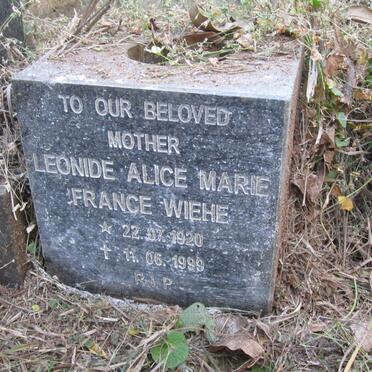 TO OUR BELOVED
MOTHER
LEONIDE ALICE MARIE
FRANCE WIEHE
* 22.07.1920
† 11.06.1999
R.I.P